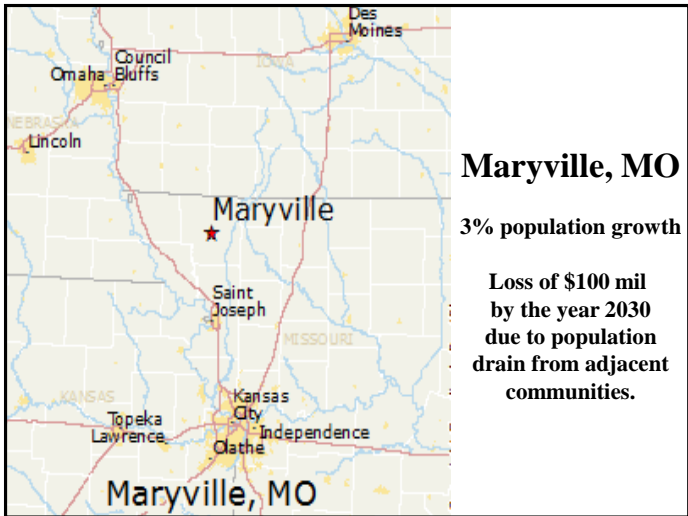 Des
Moines
IOWA
Council
Omaha Bluffs
NEBRASKA
Lincoln
Maryville
Saint
Joseph
MISSOURI
KANSAS
Kansas
City
Topeka
Lawrence
Independence
Olathe
Maryville, MO
Maryville, MO
3% population growth
Loss of $100 mil
by the year 2030
due to population
drain from adjacent
communities.